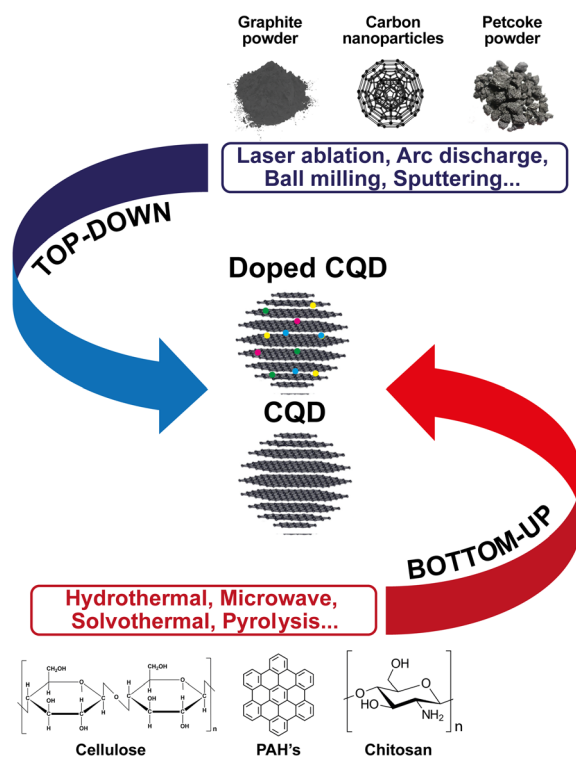 Graphite
powder
Carbon
nanoparticles
Petcoke
powder
Laser ablation, Arc discharge,
Ball milling, Sputtering...
TOP-DOWN
Doped CQD
CQD
BOTTOM-UP
Hydrothermal, Microwave,
Solvothermal, Pyrolysis...
CH₂OH
H
O
H
H
OH
H
H
OH
O
CH₂OH
H
O
H
H
OH
H
H
OH
n
Cellulose
PAH's
OH
O
O
HO
NH₂
n
Chitosan